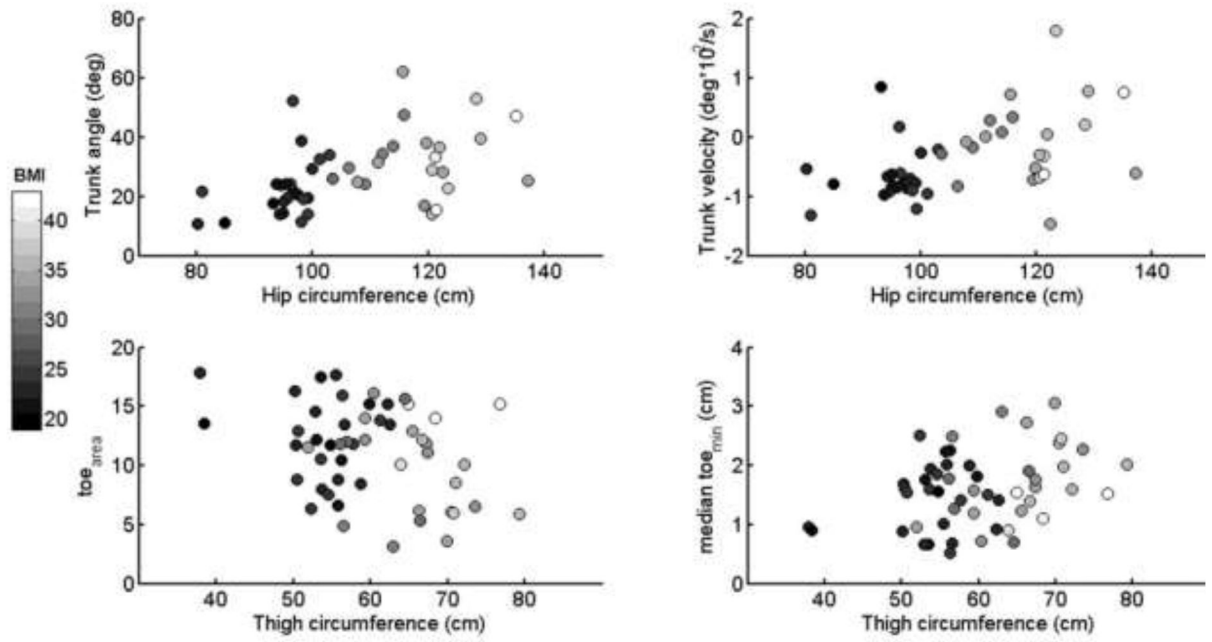 80
60
40
20
0
Trunk angle (deg)
80 100 120 140
Hip circumference (cm)
2
1
0
-1
-2
Trunk velocity (deg*10²/s)
80 100 120 140
Hip circumference (cm)
BMI
40
35
30
25
20
20
15
10
5
0
toe_area
40 50 60 70 80
Thigh circumference (cm)
4
3
2
1
0
median toe_min (cm)
40 50 60 70 80
Thigh circumference (cm)